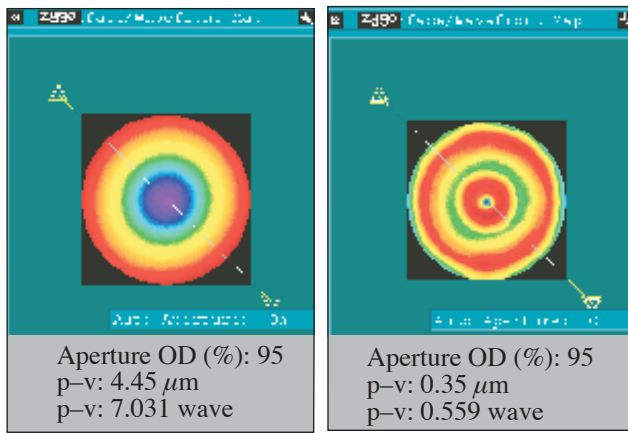 zygo
Aperture OD (%): 95
p–v: 4.45 μm
p–v: 7.031 wave
zygo
Aperture OD (%): 95
p–v: 0.35 μm
p–v: 0.559 wave